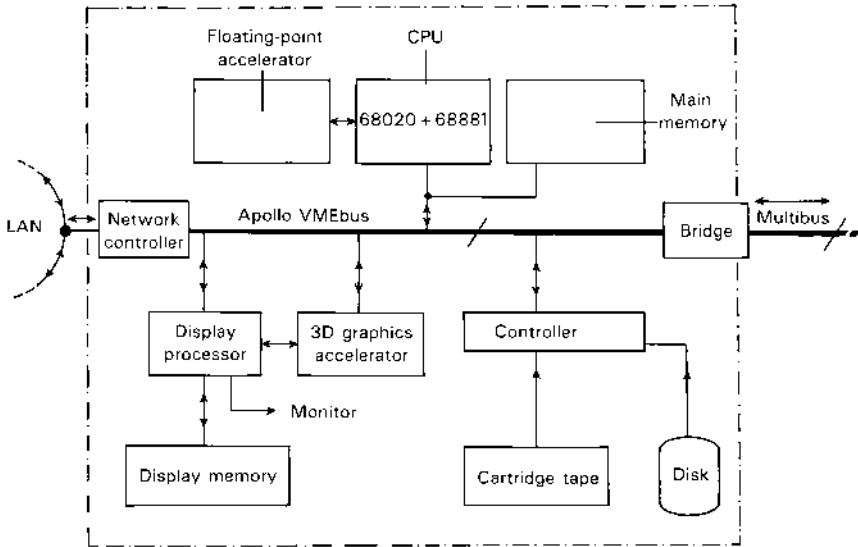 Floating-point
accelerator
CPU
68020 + 68881
Main
memory
LAN
Network
controller
Apollo VMEbus
Bridge
Multibus
Display
processor
3D graphics
accelerator
Controller
Monitor
Display memory
Cartridge tape
Disk